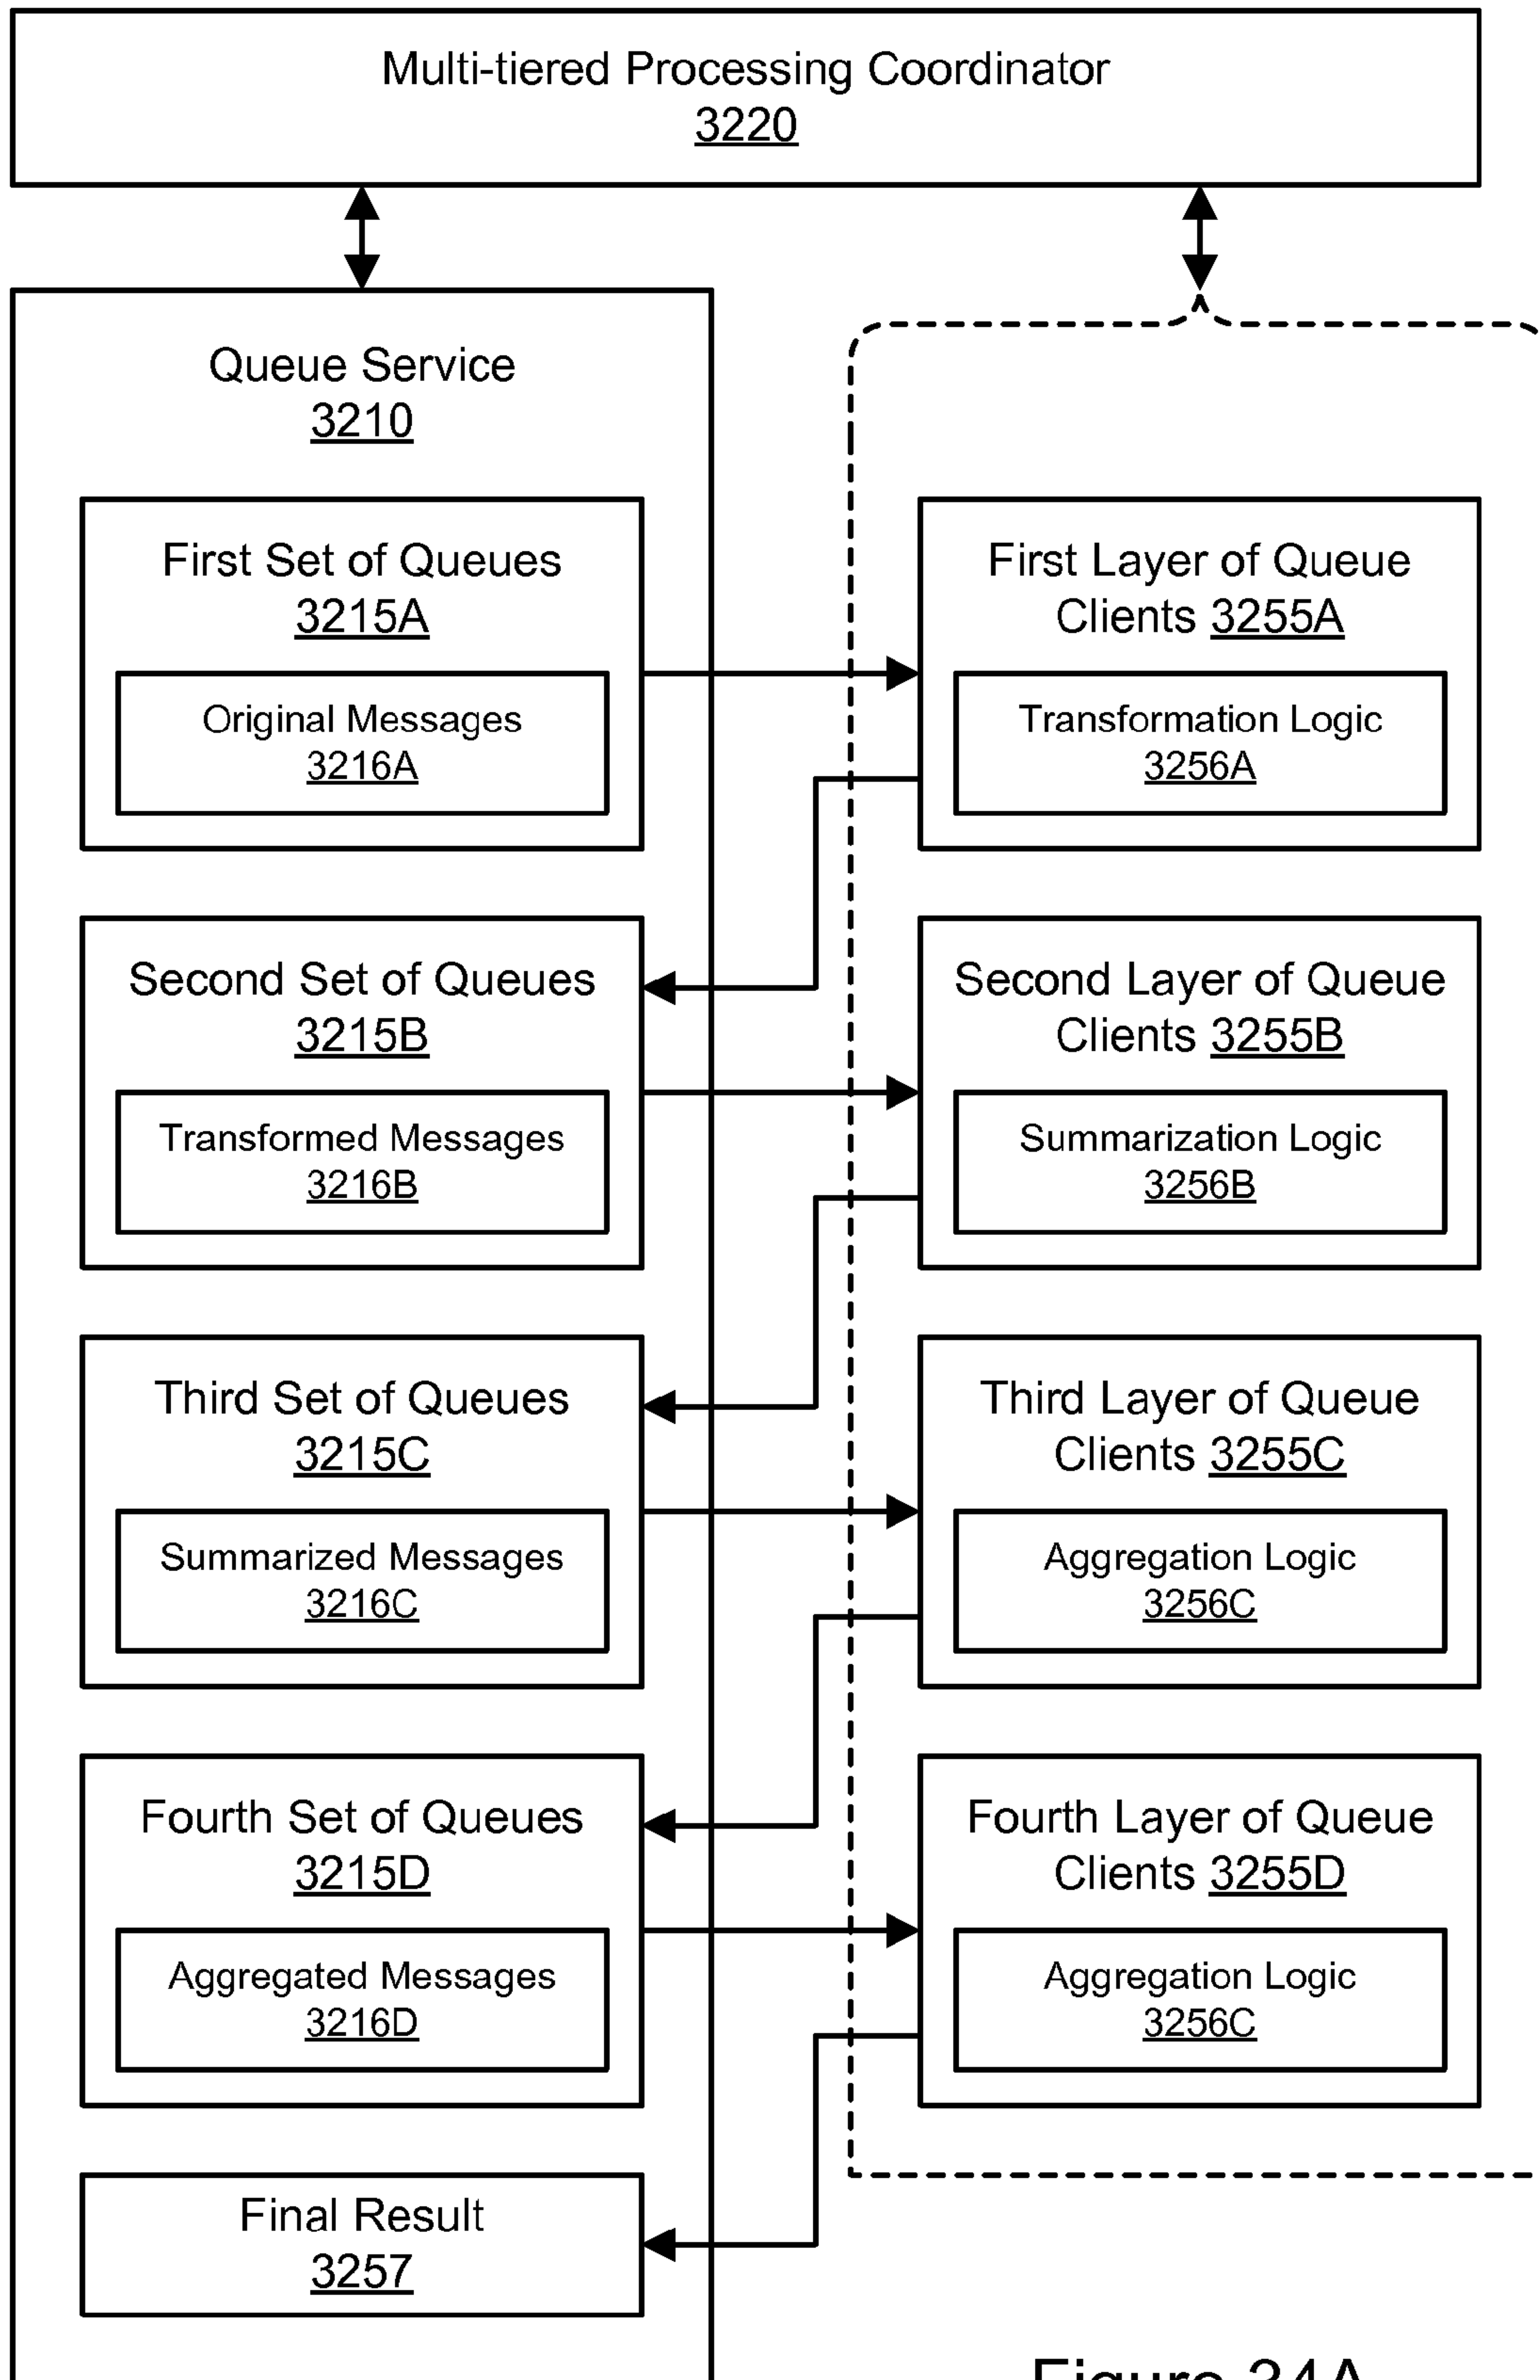 Multi-tiered Processing Coordinator
3220
Queue Service
3210
First Set of Queues
3215A
Original Messages
3216A
First Layer of Queue
Clients 3255A
Transformation Logic
3256A
Second Set of Queues
3215B
Transformed Messages
3216B
Second Layer of Queue
Clients 3255B
Summarization Logic
3256B
Third Set of Queues
3215C
Summarized Messages
3216C
Third Layer of Queue
Clients 3255C
Aggregation Logic
3256C
Fourth Set of Queues
3215D
Aggregated Messages
3216D
Fourth Layer of Queue
Clients 3255D
Aggregation Logic
3256C
Final Result
3257
Figure 34A